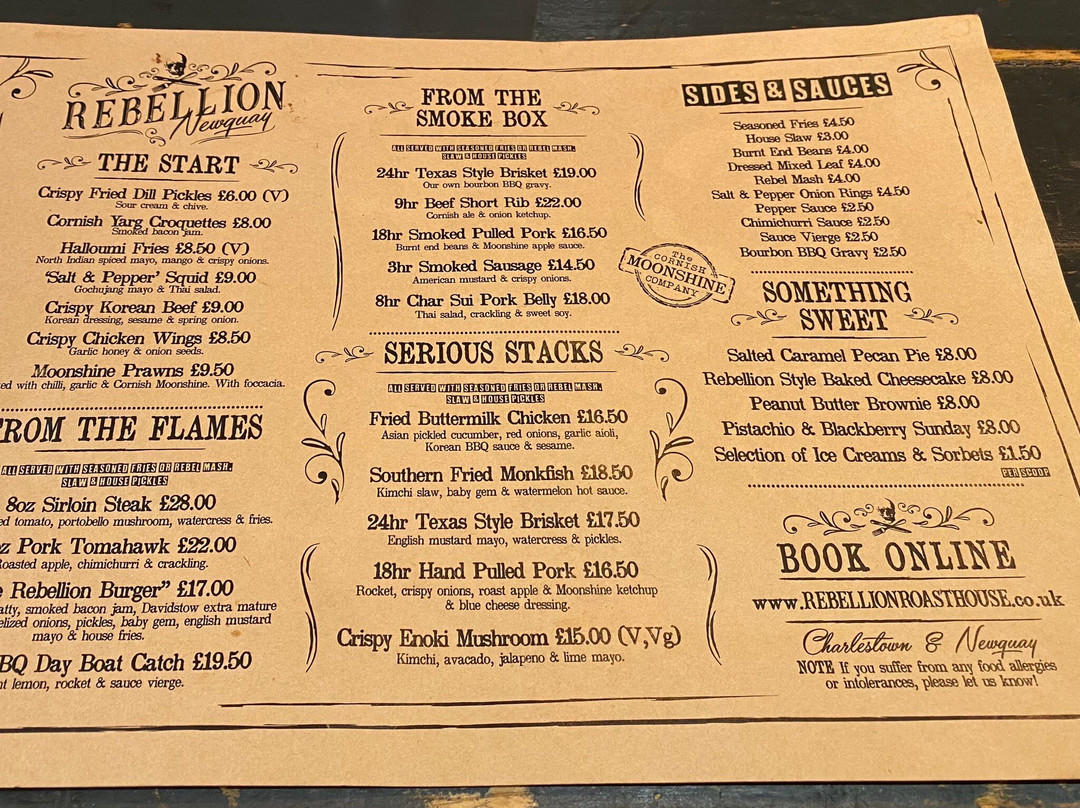 REBELLION
Newquay
THE START
Crispy Fried Dill Pickles £6.00 (V)
Sour cream & chive.
Cornish Yarg Croquettes £8.00
Smoked bacon jam.
Halloumi Fries £8.50 (V)
North Indian spiced mayo, mango & crispy onions.
'Salt & Pepper' Squid £9.00
Gochujang mayo & Thai salad.
Crispy Korean Beef £9.00
Korean dressing, sesame & spring onion.
Crispy Chicken Wings £8.50
Garlic honey & onion seeds.
Moonshine Prawns £9.50
with chilli, garlic & Cornish Moonshine. With foccacia.
FROM THE FLAMES
ALL SERVED WITH SEASONED FRIES OR REBEL MASH.
SLAW & HOUSE PICKLES
8oz Sirloin Steak £28.00
tomato, portobello mushroom, watercress & fries.
Pork Tomahawk £22.00
Roasted apple, chimichurri & crackling.
Rebellion Burger” £17.00
smoked bacon jam, Davidstow extra mature
onions, pickles, baby gem, english mustard
mayo & house fries.
Day Boat Catch £19.50
lemon, rocket & sauce vierge.
FROM THE
SMOKE BOX
ALL SERVED WITH SEASONED FRIES OR REBEL MASH.
SLAW & HOUSE PICKLES
24hr Texas Style Brisket £19.00
Our own bourbon BBQ gravy.
9hr Beef Short Rib £22.00
Cornish ale & onion ketchup.
18hr Smoked Pulled Pork £16.50
Burnt end beans & Moonshine apple sauce.
3hr Smoked Sausage £14.50
American mustard & crispy onions.
8hr Char Sui Pork Belly £18.00
Thai salad, crackling & sweet soy.
SERIOUS STACKS
ALL SERVED WITH SEASONED FRIES OR REBEL MASH.
SLAW & HOUSE PICKLES
Fried Buttermilk Chicken £16.50
Asian pickled cucumber, red onions, garlic aioli,
Korean BBQ sauce & sesame.
Southern Fried Monkfish £18.50
Kimchi slaw, baby gem & watermelon hot sauce.
24hr Texas Style Brisket £17.50
English mustard mayo, watercress & pickles.
18hr Hand Pulled Pork £16.50
Rocket, crispy onions, roast apple & Moonshine ketchup
& blue cheese dressing.
Crispy Enoki Mushroom £15.00 (V,Vg)
Kimchi, avacado, jalapeno & lime mayo.
The
CORNISH
MOONSHINE
COMPANY
SIDES & SAUCES
Seasoned Fries £4.50
House Slaw £3.00
Burnt End Beans £4.00
Dressed Mixed Leaf £4.00
Rebel Mash £4.00
Salt & Pepper Onion Rings £4.50
Pepper Sauce £2.50
Chimichurri Sauce £2.50
Sauce Vierge £2.50
Bourbon BBQ Gravy £2.50
SOMETHING
SWEET
Salted Caramel Pecan Pie £8.00
Rebellion Style Baked Cheesecake £8.00
Peanut Butter Brownie £8.00
Pistachio & Blackberry Sunday £8.00
Selection of Ice Creams & Sorbets £1.50
PER SCOOP
BOOK ONLINE
www.REBELLIONROASTHOUSE.co.uk
Charlestown & Newquay
NOTE If you suffer from any food allergies
or intolerances, please let us know!